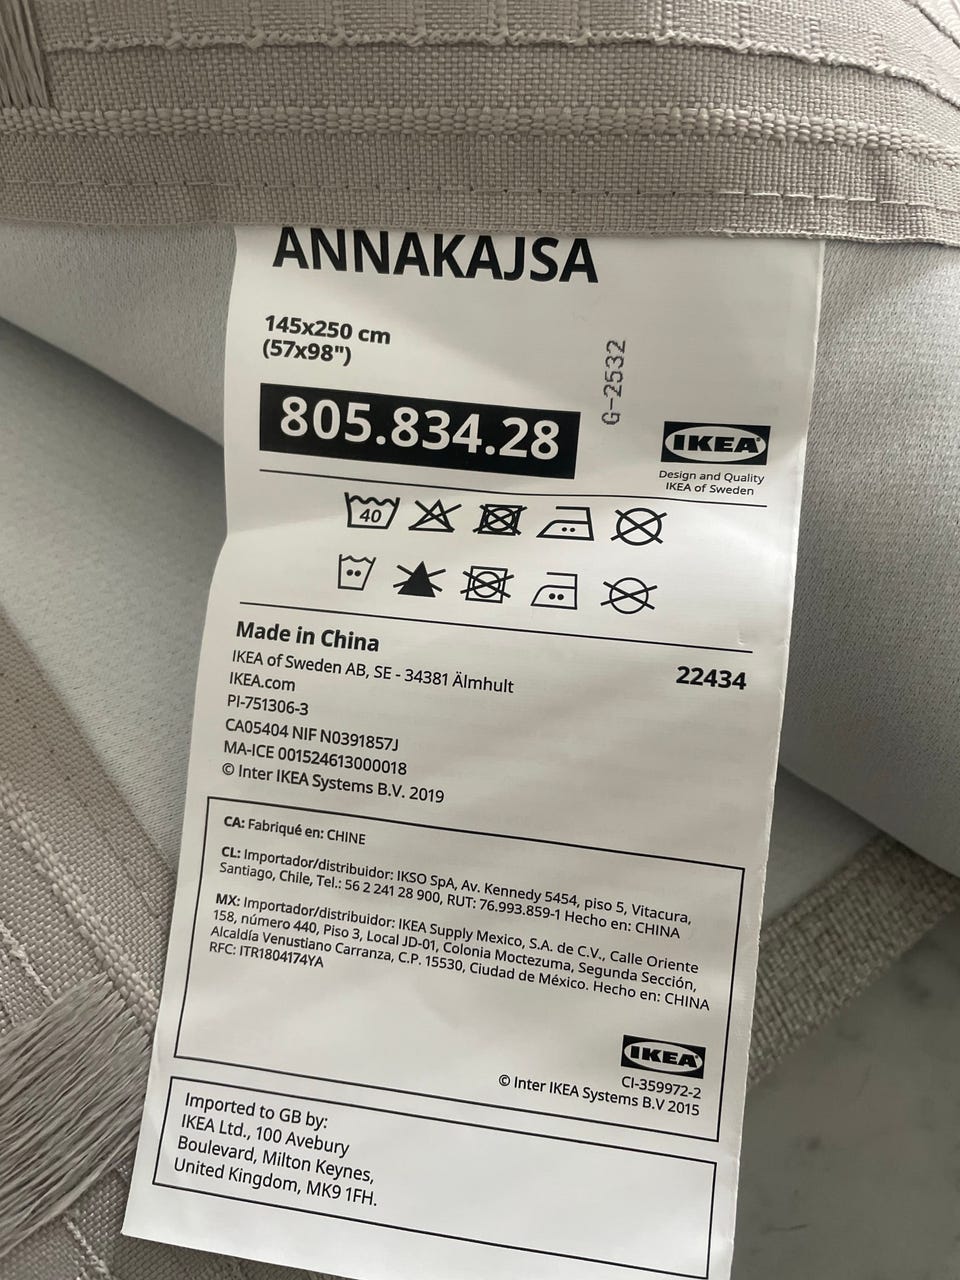 ANNAKAJSA
145x250 cm
(57x98")
G-2532
805.834.28
IKEA®
Design and Quality
IKEA of Sweden
40
Made in China
22434
IKEA of Sweden AB, SE - 34381 Älmhult
IKEA.com
PI-751306-3
CA05404 NIF N0391857J
MA-ICE 001524613000018
© Inter IKEA Systems B.V. 2019
CA: Fabriqué en: CHINE
CL: Importador/distribuidor: IKSO SpA, Av. Kennedy 5454, piso 5, Vitacura,
Santiago, Chile, Tel.: 56 2 241 28 900, RUT: 76.993.859-1 Hecho en: CHINA
MX: Importador/distribuidor: IKEA Supply Mexico, S.A. de C.V., Calle Oriente
158, número 440, Piso 3, Local JD-01, Colonia Moctezuma, Segunda Sección,
Alcaldía Venustiano Carranza, C.P. 15530, Ciudad de México. Hecho en: CHINA
RFC: ITR1804174YA
IKEA®
CI-359972-2
© Inter IKEA Systems B.V 2015
Imported to GB by:
IKEA Ltd., 100 Avebury
Boulevard, Milton Keynes,
United Kingdom, MK9 1FH.